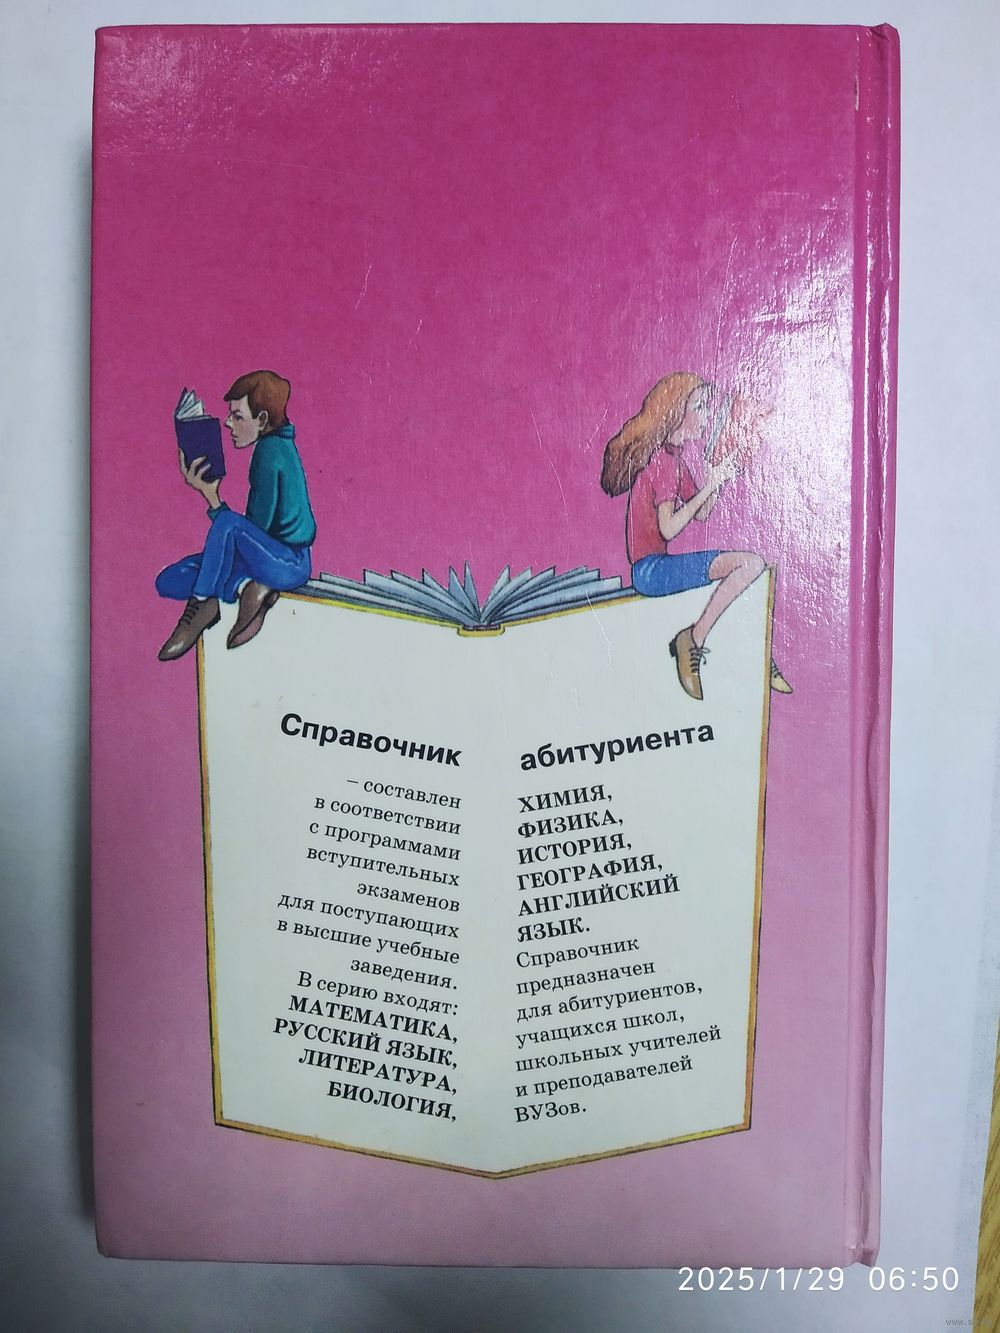 Справочник
– составлен
в соответствии
с программами
вступительных
экзаменов
для поступающих
в высшие учебные
заведения.
В серию входят:
МАТЕМАТИКА,
РУССКИЙ ЯЗЫК,
ЛИТЕРАТУРА,
БИОЛОГИЯ,
абитуриента
ХИМИЯ,
ФИЗИКА,
ИСТОРИЯ,
ГЕОГРАФИЯ,
АНГЛИЙСКИЙ
ЯЗЫК.
Справочник
предназначен
для абитуриентов,
учащихся школ,
школьных учителей
и преподавателей
ВУЗов.
2025/1/29 06:50